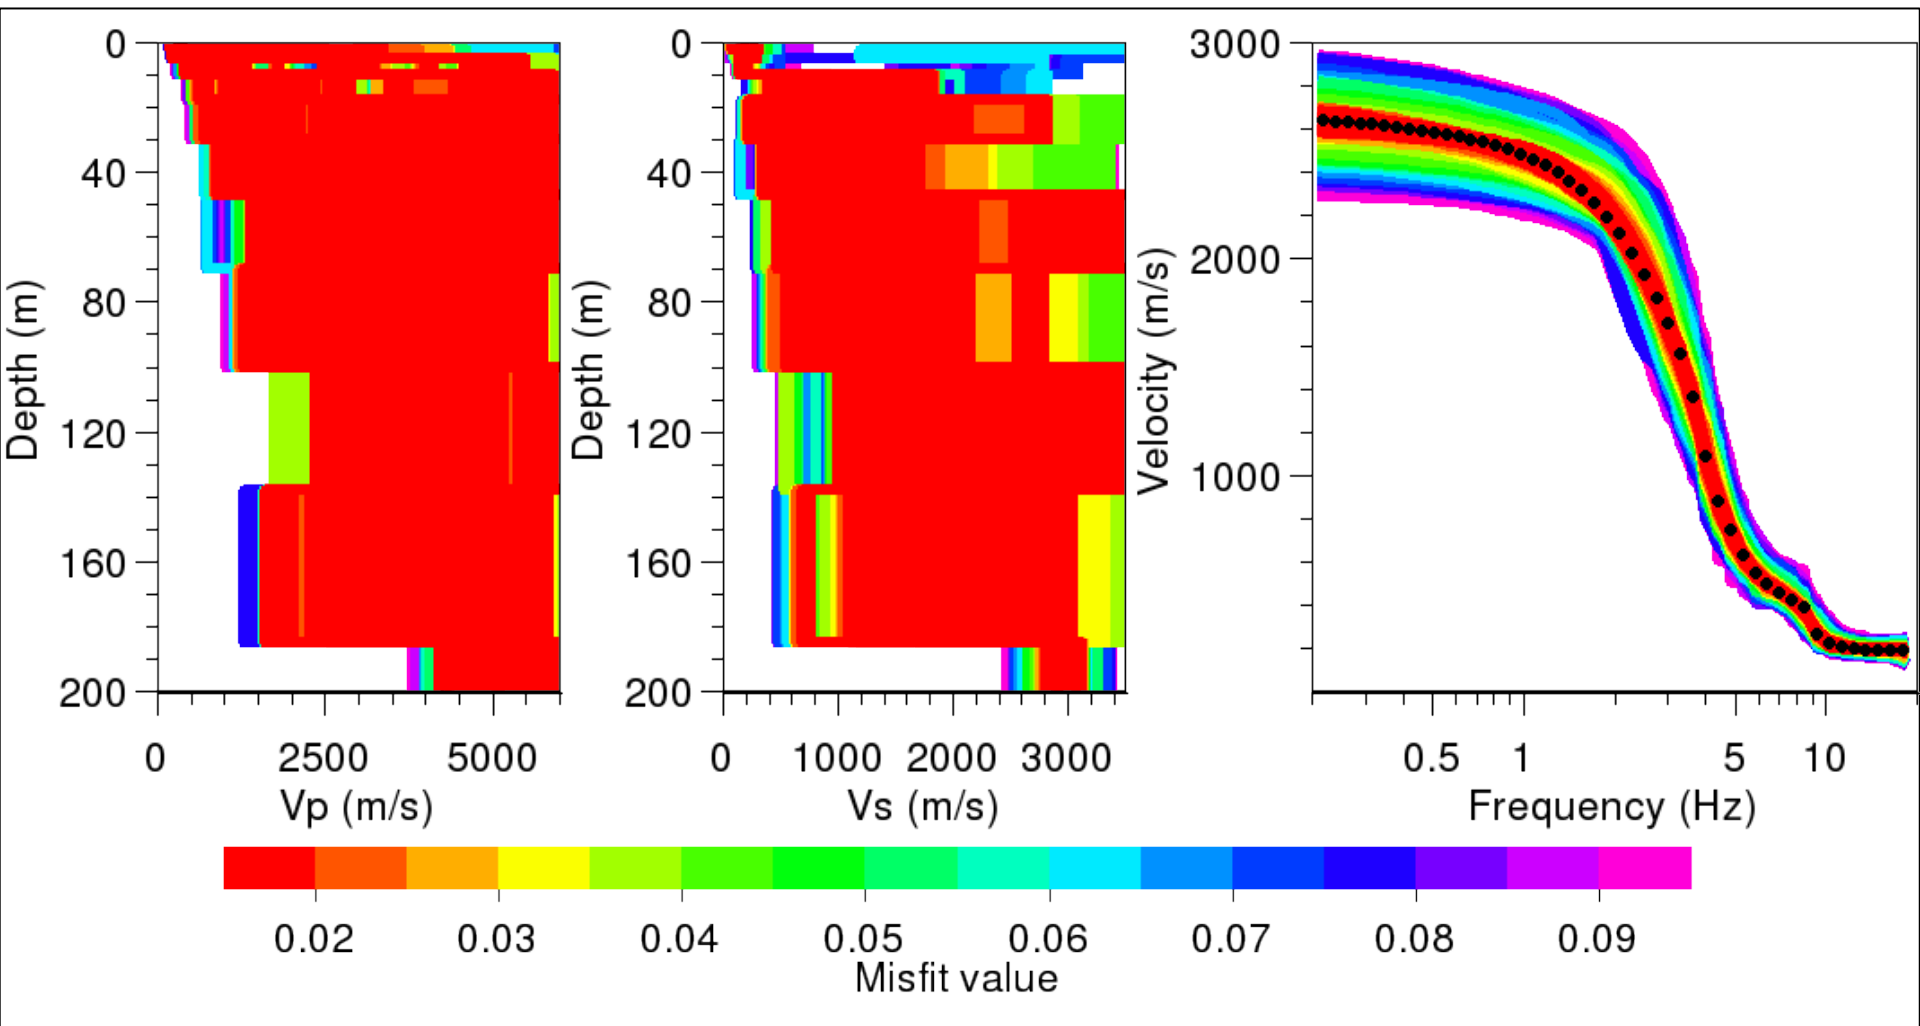 0
40
80
120
160
200
Depth (m)
0 2500 5000
Vp (m/s)
0
40
80
120
160
200
Depth (m)
0 1000 2000 3000
Vs (m/s)
3000
2000
1000
Velocity (m/s)
0.5 1 5 10
Frequency (Hz)
0.02 0.03 0.04 0.05 0.06 0.07 0.08 0.09
Misfit value